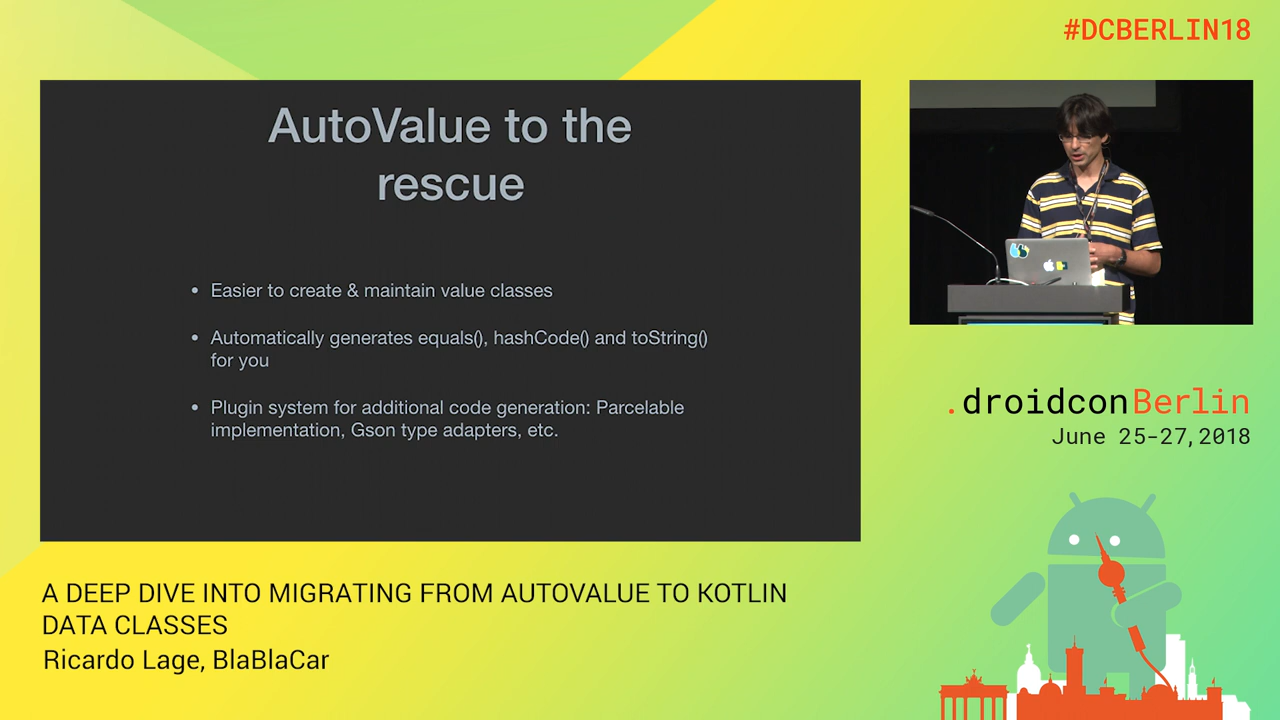 #DCBERLIN18
AutoValue to the
rescue
• Easier to create & maintain value classes
• Automatically generates equals(), hashCode() and toString()
for you
• Plugin system for additional code generation: Parcelable
implementation, Gson type adapters, etc.
.droidconBerlin
June 25-27, 2018
A DEEP DIVE INTO MIGRATING FROM AUTOVALUE TO KOTLIN
DATA CLASSES
Ricardo Lage, BlaBlaCar